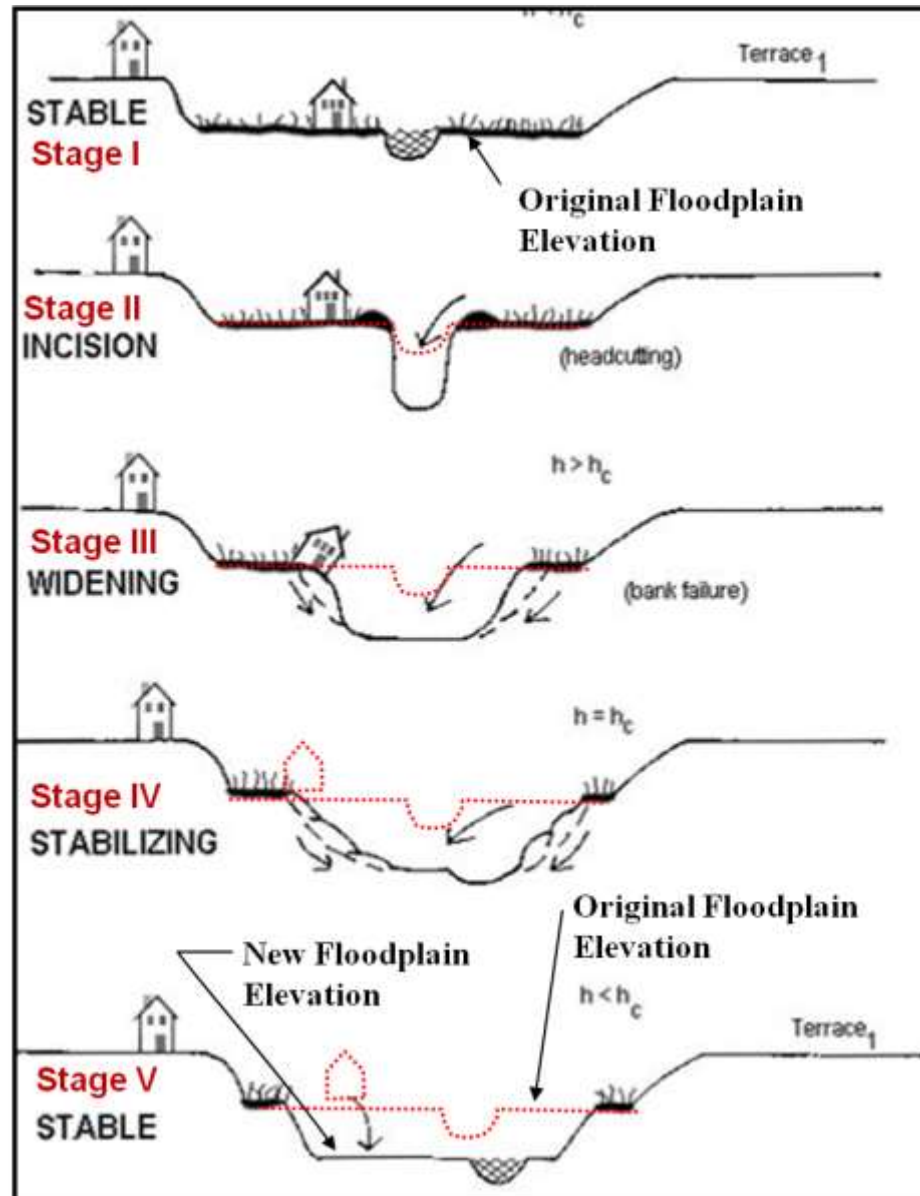 Terrace1
STABLE
Stage I
Original Floodplain
Elevation
Stage II
INCISION
(headcutting)
h > hc
Stage III
WIDENING
(bank failure)
h = hc
Stage IV
STABILIZING
Original Floodplain
Elevation
New Floodplain
Elevation
h < hc
Terrace1
Stage V
STABLE